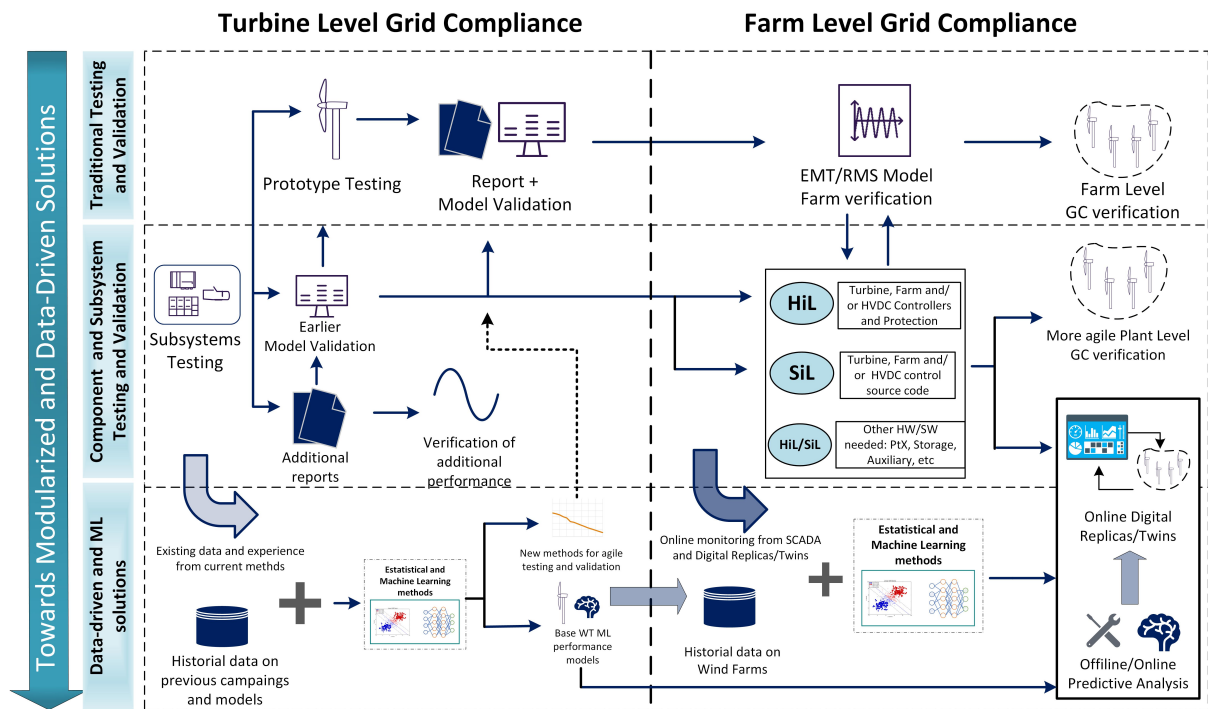 Turbine Level Grid Compliance
Farm Level Grid Compliance
Towards Modularized and Data-Driven Solutions
Traditional Testing
and Validation
Prototype Testing
Report +
Model Validation
EMT/RMS Model
Farm verification
Farm Level
GC verification
Component and Subsystem
Testing and Validation
Subsystems
Testing
Earlier
Model Validation
Additional
reports
Verification of
additional
performance
HiL
Turbine, Farm and/
or HVDC Controllers
and Protection
SiL
Turbine, Farm and/
or HVDC control
source code
HiL/SiL
Other HW/SW
needed: PtX, Storage,
Auxiliary, etc
More agile Plant Level
GC verification
Online Digital
Replicas/Twins
Offiline/Online
Predictive Analysis
Data-driven and ML
solutions
Existing data and experience
from current methds
Historial data on
previous campaings
and models
Estatistical and
Machine Learning
methods
New methods for agile
testing and validation
Base WT ML
performance
models
Online monitoring from SCADA
and Digital Replicas/Twins
Historical data on
Wind Farms
Estatistical and
Machine Learning
methods